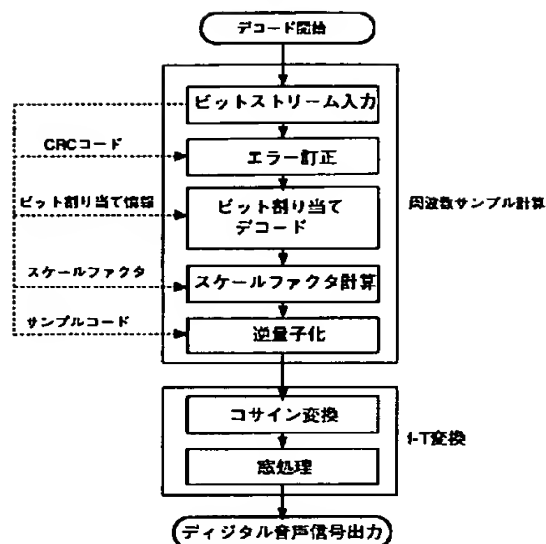 デコード開始
ビットストリーム入力
CRCコード
エラー訂正
ビット割り当て情報
ビット割り当て
デコード
周波数サンプル計算
スケールファクタ
スケールファクタ計算
サンプルコード
逆量子化
コサイン変換
f-T変換
窓処理
ディジタル音声信号出力